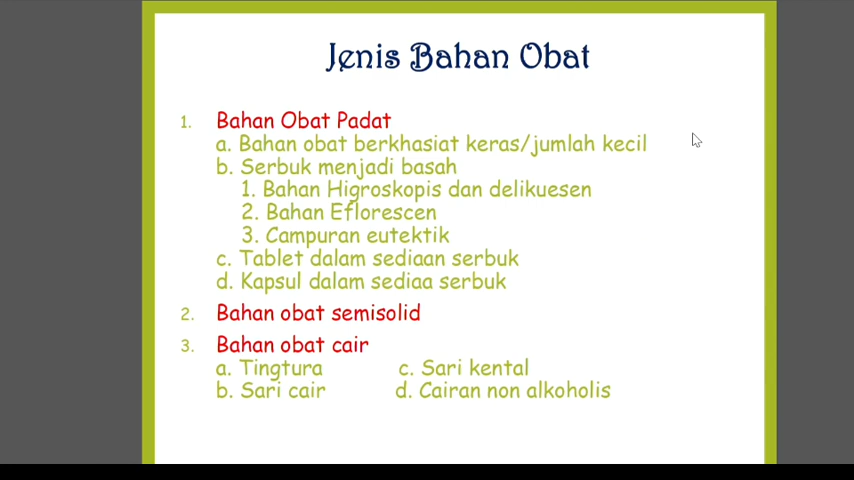 Jenis Bahan Obat
1. Bahan Obat Padat
a. Bahan obat berkhasiat keras/jumlah kecil
b. Serbuk menjadi basah
1. Bahan Higroskopis dan delikuesen
2. Bahan Eflorescen
3. Campuran eutektik
c. Tablet dalam sediaan serbuk
d. Kapsul dalam sediaa serbuk
2. Bahan obat semisolid
3. Bahan obat cair
a. Tingtura c. Sari kental
b. Sari cair d. Cairan non alkoholis